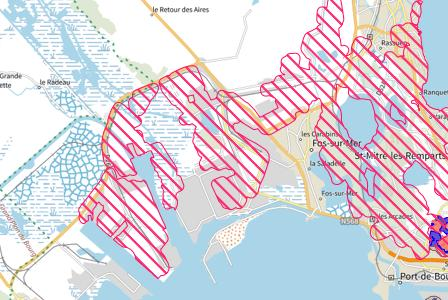 le Retour des Aires
Rassuen
Grande
le Radeau
Ranquet
les Carabins
Fos-sur-Mer
St-Mitre-les-Remparts
la Saladelle
Fos-sur-Mer
les Arcades
N568
Port-de-Bou